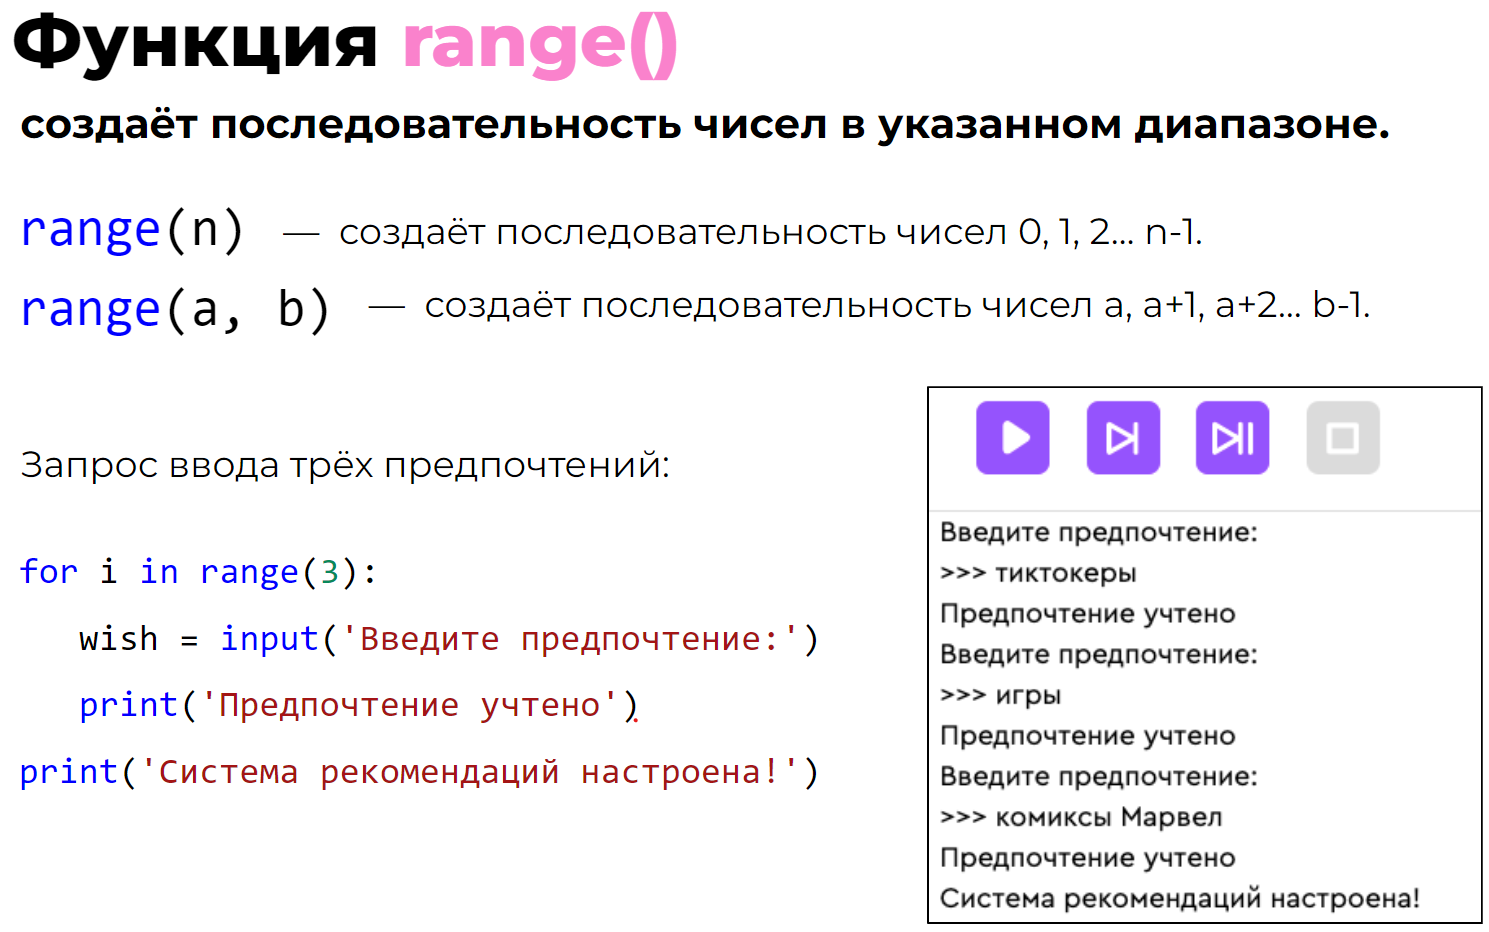 Функция range()
создаёт последовательность чисел в указанном диапазоне.
range(n) — создаёт последовательность чисел 0, 1, 2... n-1.
range(a, b) — создаёт последовательность чисел a, a+1, a+2... b-1.
Запрос ввода трёх предпочтений:
for i in range(3):
   wish = input('Введите предпочтение:')
   print('Предпочтение учтено')
print('Система рекомендаций настроена!')
Введите предпочтение:
>>> тиктокеры
Предпочтение учтено
Введите предпочтение:
>>> игры
Предпочтение учтено
Введите предпочтение:
>>> комиксы Марвел
Предпочтение учтено
Система рекомендаций настроена!